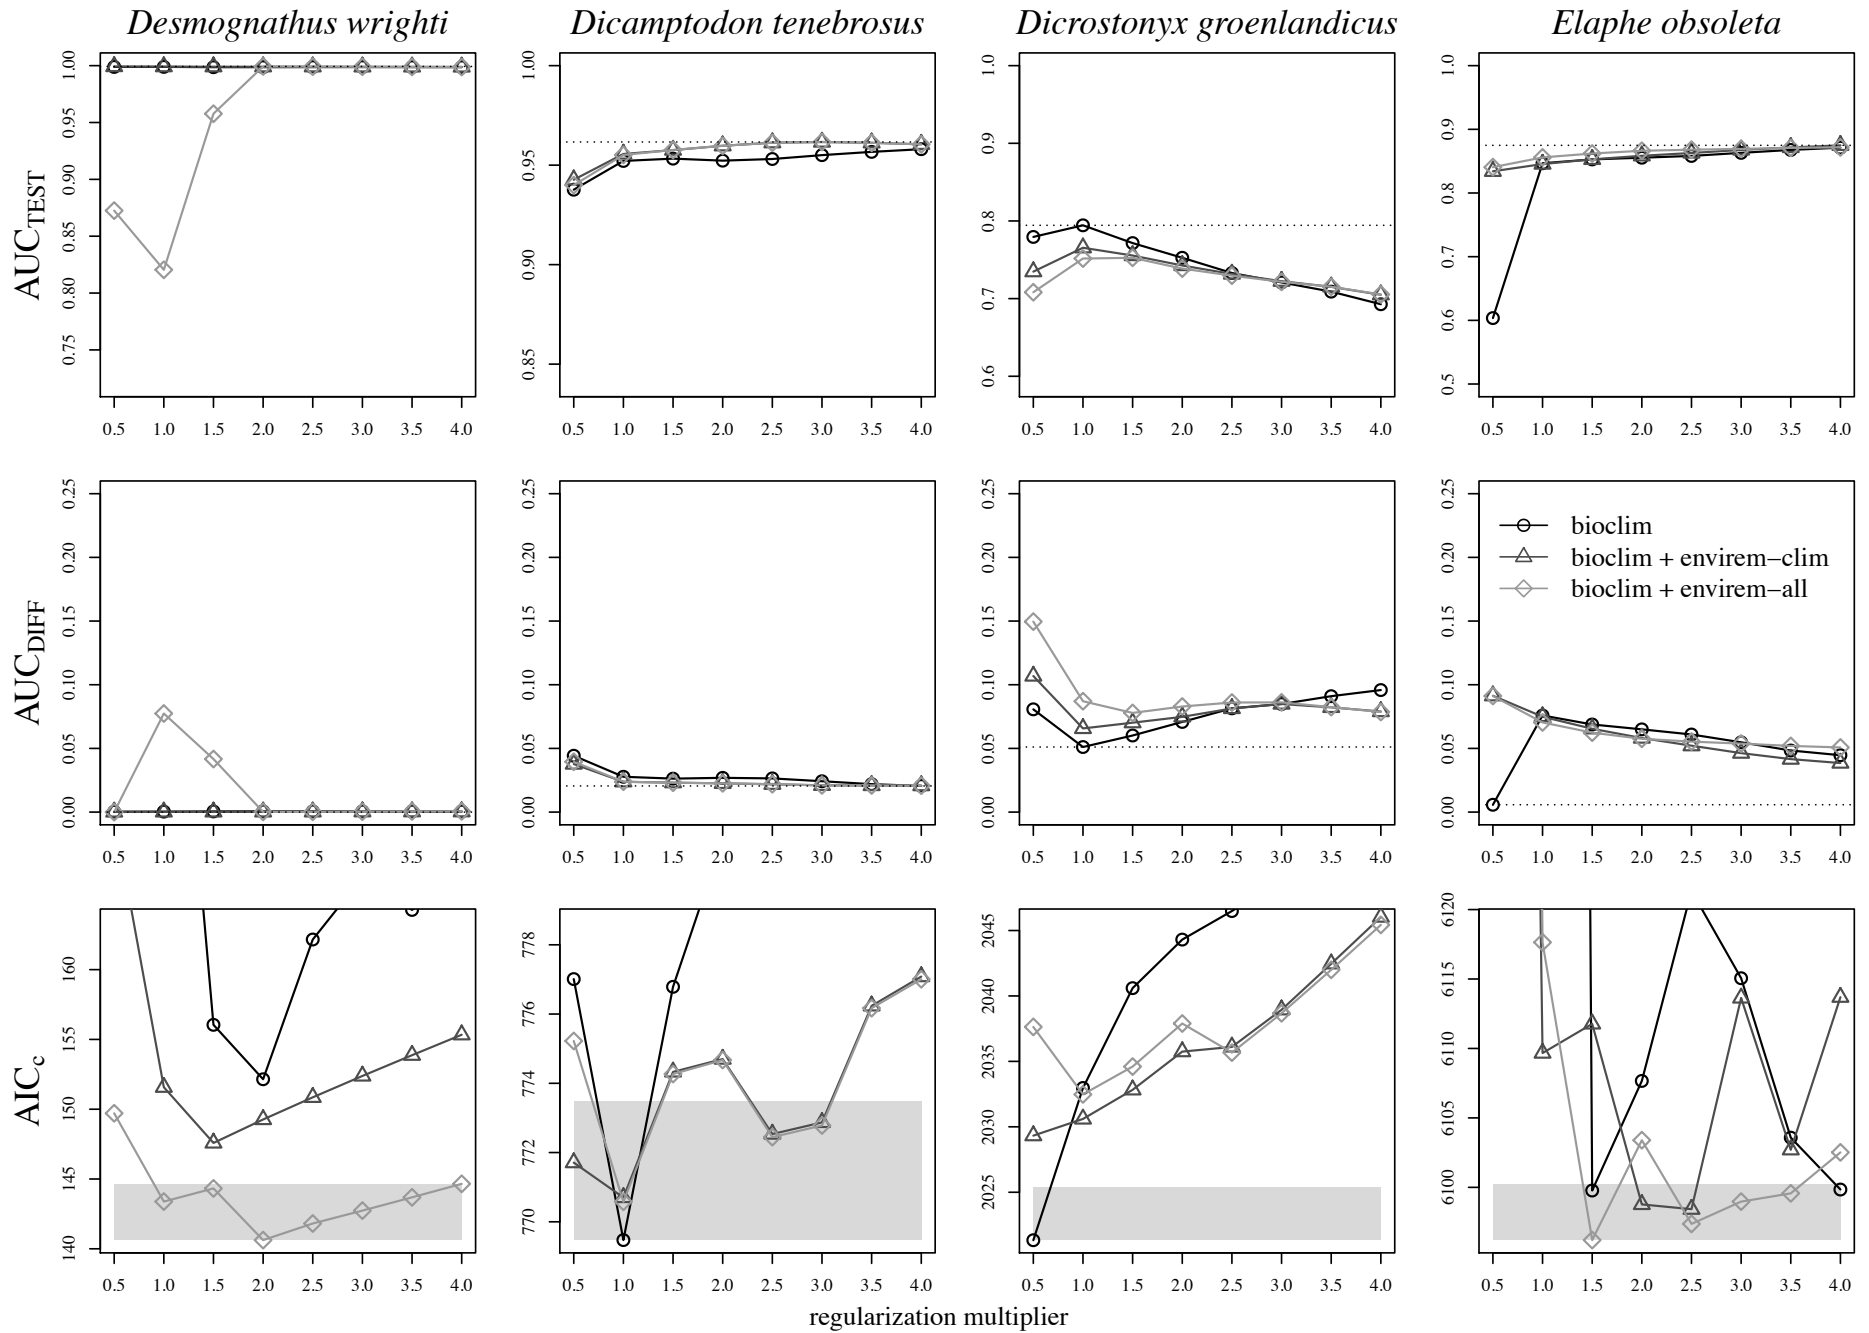 Desmognathus wrighti
Dicamptodon tenebrosus
Dicrostonyx groenlandicus
Elaphe obsoleta
AUCTEST
0.75 0.80 0.85 0.90 0.95 1.00
0.5 1.0 1.5 2.0 2.5 3.0 3.5 4.0
0.85 0.90 0.95 1.00
0.5 1.0 1.5 2.0 2.5 3.0 3.5 4.0
0.6 0.7 0.8 0.9 1.0
0.5 1.0 1.5 2.0 2.5 3.0 3.5 4.0
0.5 0.6 0.7 0.8 0.9 1.0
0.5 1.0 1.5 2.0 2.5 3.0 3.5 4.0
AUCDIFF
0.00 0.05 0.10 0.15 0.20 0.25
0.5 1.0 1.5 2.0 2.5 3.0 3.5 4.0
0.00 0.05 0.10 0.15 0.20 0.25
0.5 1.0 1.5 2.0 2.5 3.0 3.5 4.0
0.00 0.05 0.10 0.15 0.20 0.25
0.5 1.0 1.5 2.0 2.5 3.0 3.5 4.0
0.00 0.05 0.10 0.15 0.20 0.25
bioclim
bioclim + envirem−clim
bioclim + envirem−all
0.5 1.0 1.5 2.0 2.5 3.0 3.5 4.0
AICc
140 145 150 155 160
0.5 1.0 1.5 2.0 2.5 3.0 3.5 4.0
770 772 774 776 778
0.5 1.0 1.5 2.0 2.5 3.0 3.5 4.0
2025 2030 2035 2040 2045
0.5 1.0 1.5 2.0 2.5 3.0 3.5 4.0
6100 6105 6110 6115 6120
0.5 1.0 1.5 2.0 2.5 3.0 3.5 4.0
regularization multiplier